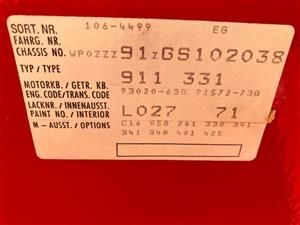 SORT. NR. 106-4499 EG
FAHRG. NR.
CHASSIS NO. WP0ZZZ 91ZGS102038
TYP / TYPE 911 331
MOTORKB. / GETR. KB. 93020-630 91572-738
ENG. CODE/TRANS. CODE
LACKNR. / INNENAUSST. L027 71
PAINT NO. / INTERIOR
M - AUSST. / OPTIONS C16 058 261 330 341
341 348 401 425